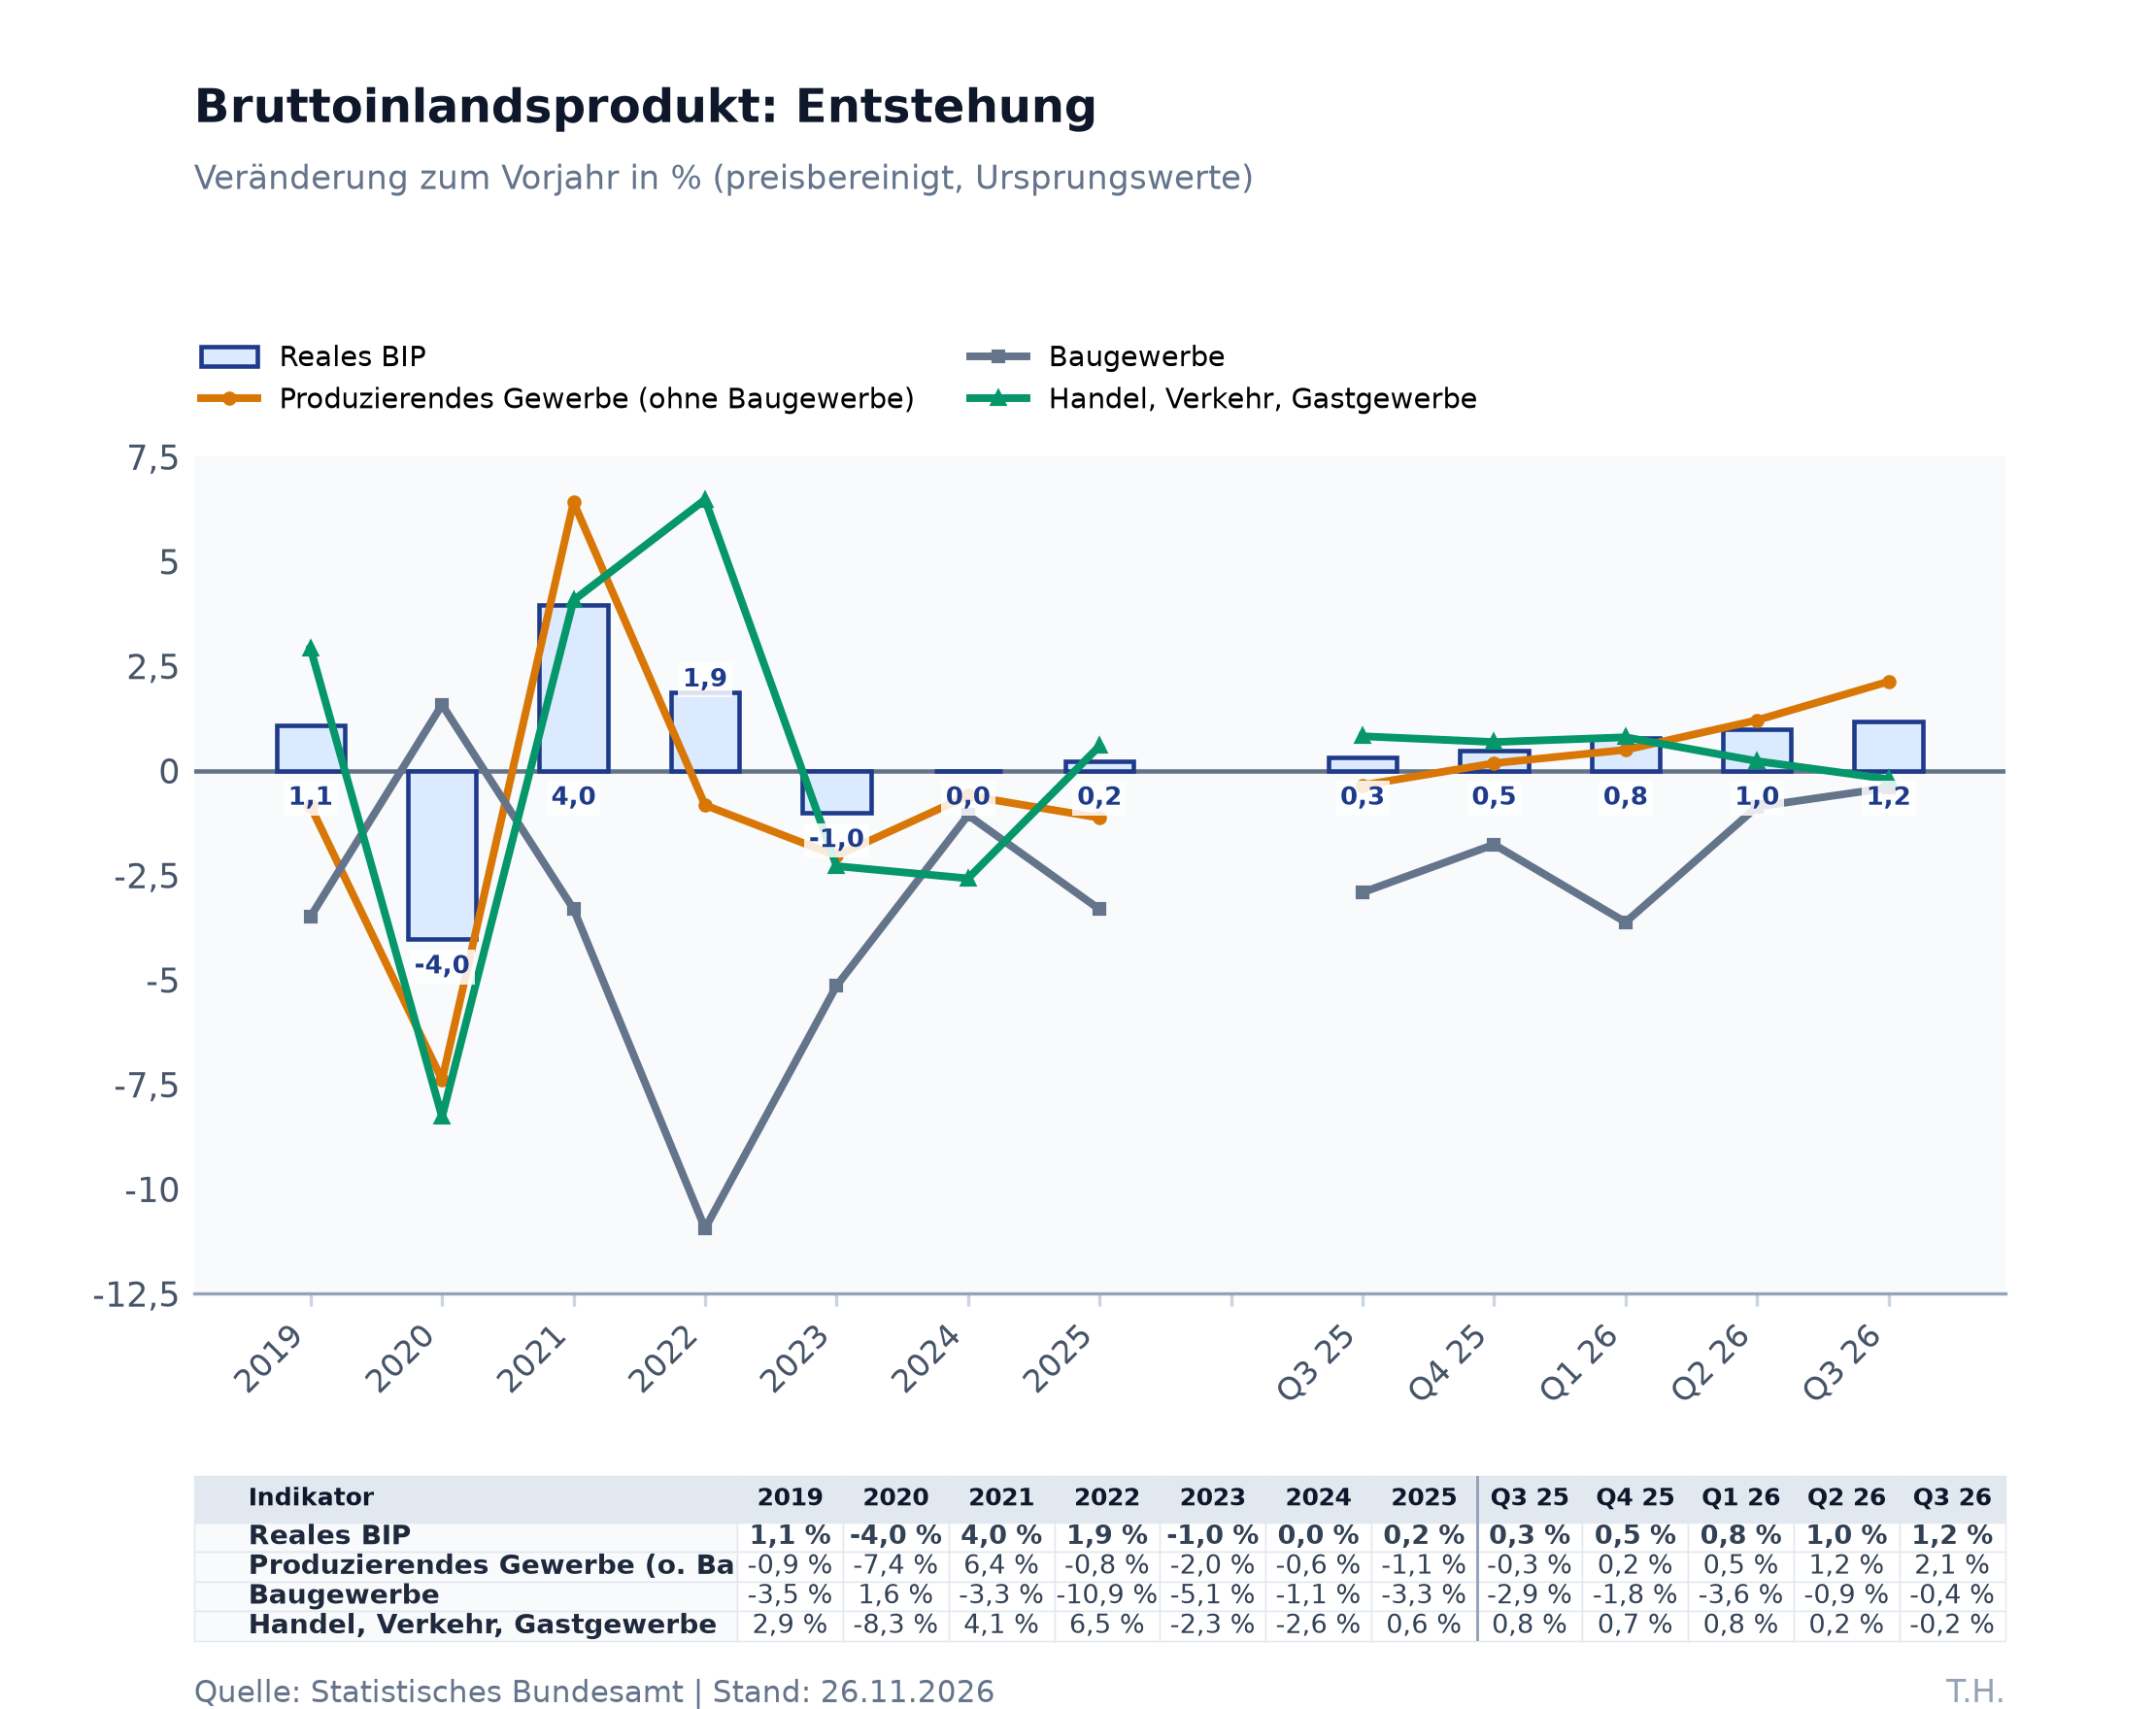 Bruttoinlandsprodukt: Entstehung
Veränderung zum Vorjahr in % (preisbereinigt, Ursprungswerte)
Reales BIP
Produzierendes Gewerbe (ohne Baugewerbe)
Baugewerbe
Handel, Verkehr, Gastgewerbe
7,5
5
2,5
0
-2,5
-5
-7,5
-10
-12,5
1,1
-4,0
4,0
1,9
-1,0
0,0
0,2
0,3
0,5
0,8
1,0
1,2
2019 2020 2021 2022 2023 2024 2025 Q3 25 Q4 25 Q1 26 Q2 26 Q3 26
Indikator 2019 2020 2021 2022 2023 2024 2025 Q3 25 Q4 25 Q1 26 Q2 26 Q3 26
Reales BIP 1,1 % -4,0 % 4,0 % 1,9 % -1,0 % 0,0 % 0,2 % 0,3 % 0,5 % 0,8 % 1,0 % 1,2 %
Produzierendes Gewerbe (o. Ba -0,9 % -7,4 % 6,4 % -0,8 % -2,0 % -0,6 % -1,1 % -0,3 % 0,2 % 0,5 % 1,2 % 2,1 %
Baugewerbe -3,5 % 1,6 % -3,3 % -10,9 % -5,1 % -1,1 % -3,3 % -2,9 % -1,8 % -3,6 % -0,9 % -0,4 %
Handel, Verkehr, Gastgewerbe 2,9 % -8,3 % 4,1 % 6,5 % -2,3 % -2,6 % 0,6 % 0,8 % 0,7 % 0,8 % 0,2 % -0,2 %
Quelle: Statistisches Bundesamt | Stand: 26.11.2026
T.H.